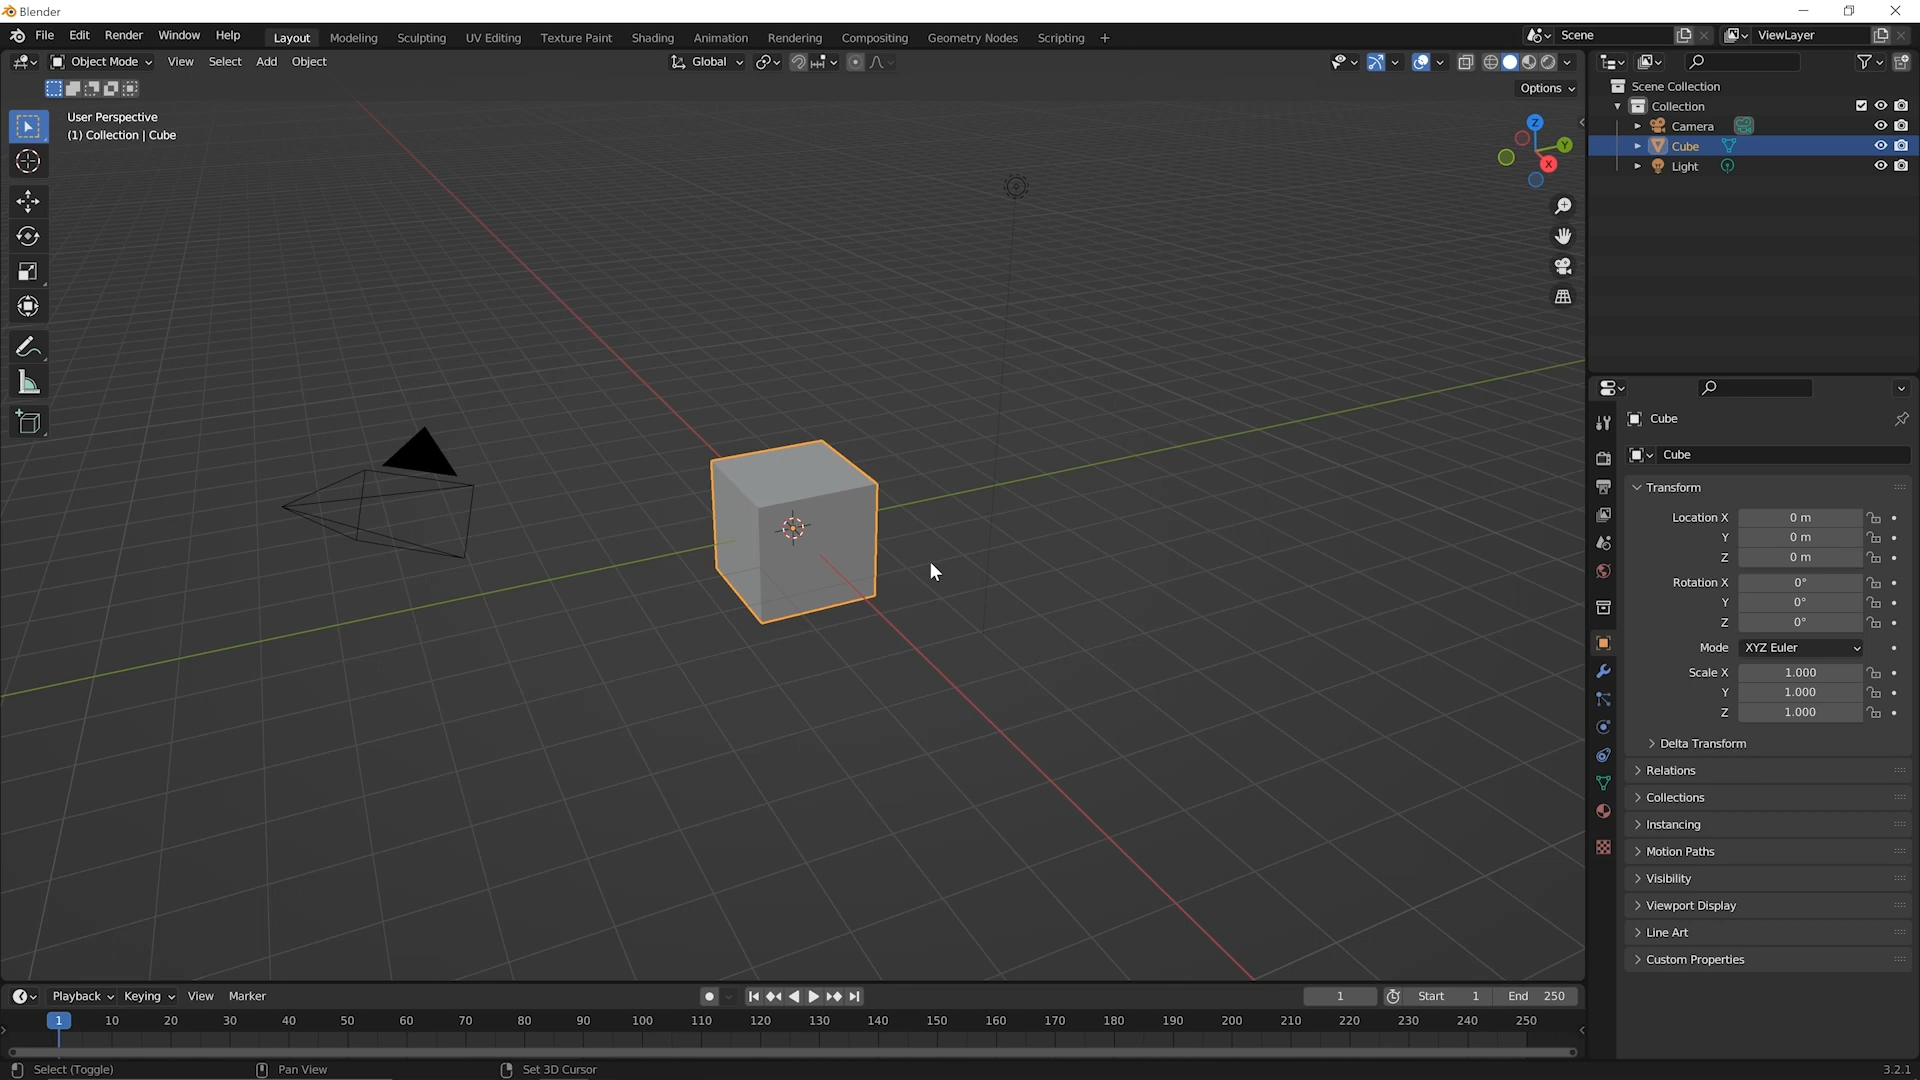 Blender
File Edit Render Window Help Layout Modeling Sculpting UV Editing Texture Paint Shading Animation Rendering Compositing Geometry Nodes Scripting + Scene ViewLayer
Object Mode View Select Add Object Global
Options
User Perspective
(1) Collection | Cube
Z
Y
X
Scene Collection
Collection
Camera
Cube
Light
Cube
Cube
Transform
Location X 0 m
Y 0 m
Z 0 m
Rotation X 0°
Y 0°
Z 0°
Mode XYZ Euler
Scale X 1.000
Y 1.000
Z 1.000
Delta Transform
Relations
Collections
Instancing
Motion Paths
Visibility
Viewport Display
Line Art
Custom Properties
Playback Keying View Marker 1 Start 1 End 250
1 10 20 30 40 50 60 70 80 90 100 110 120 130 140 150 160 170 180 190 200 210 220 230 240 250
Select (Toggle) Pan View Set 3D Cursor 3.2.1